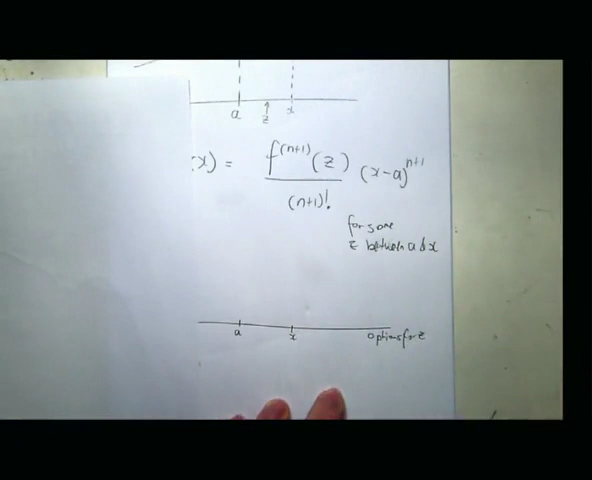 a z x
(x) = f^(n+1)(z) / (n+1)! (x-a)^n+1
for some
z between a & x
a x options for z